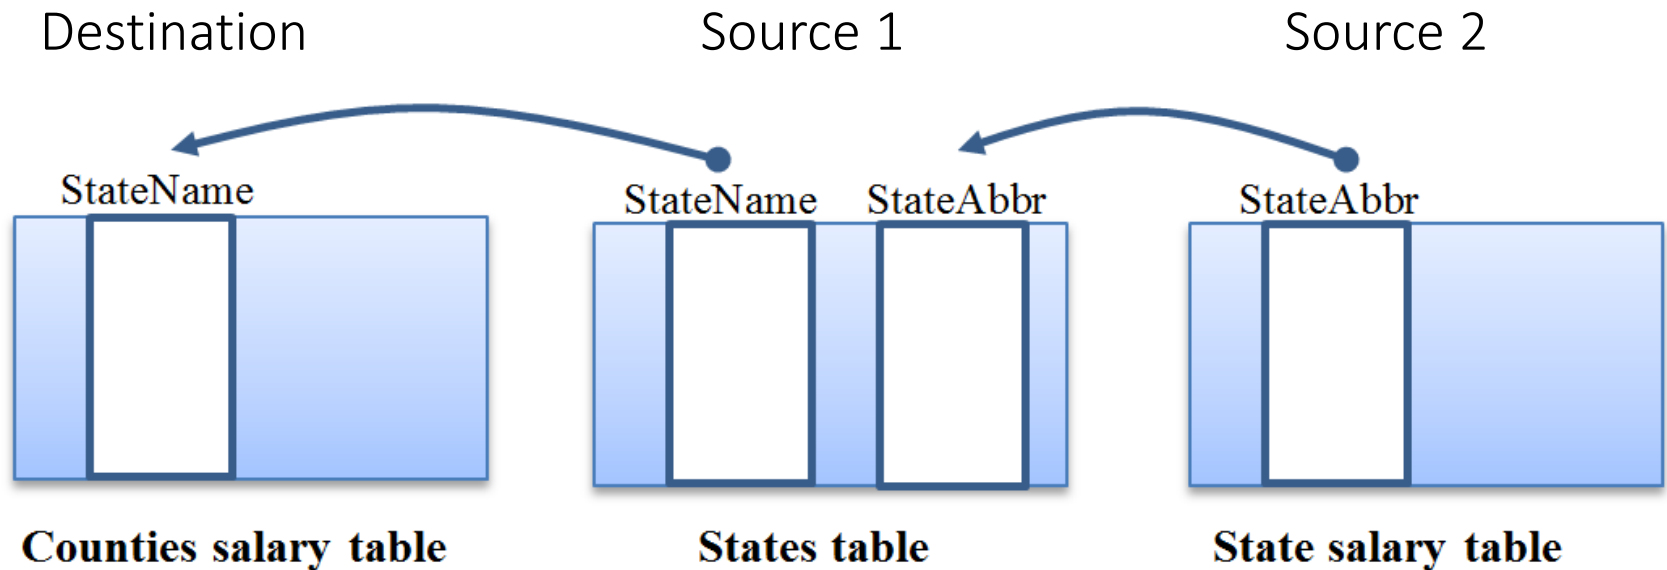 Destination Source 1 Source 2
StateName StateName StateAbbr StateAbbr
Counties salary table States table State salary table